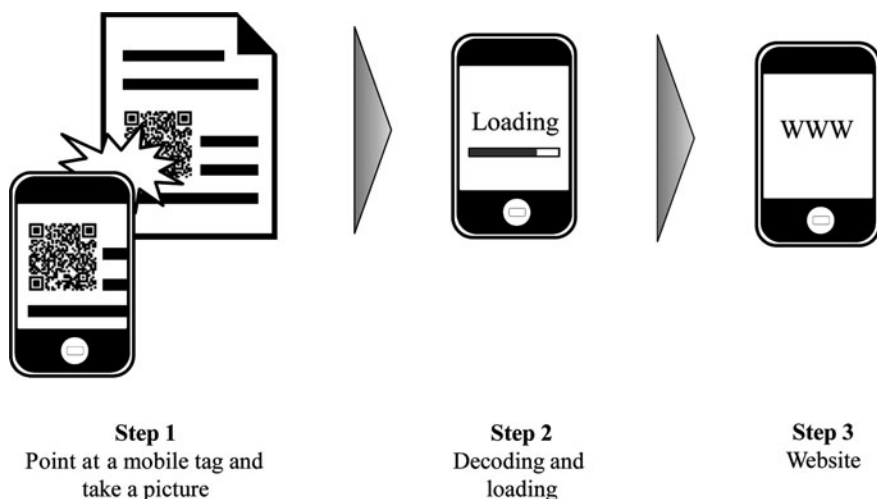 Loading
WWW
Step 1
Point at a mobile tag and
take a picture
Step 2
Decoding and
loading
Step 3
Website